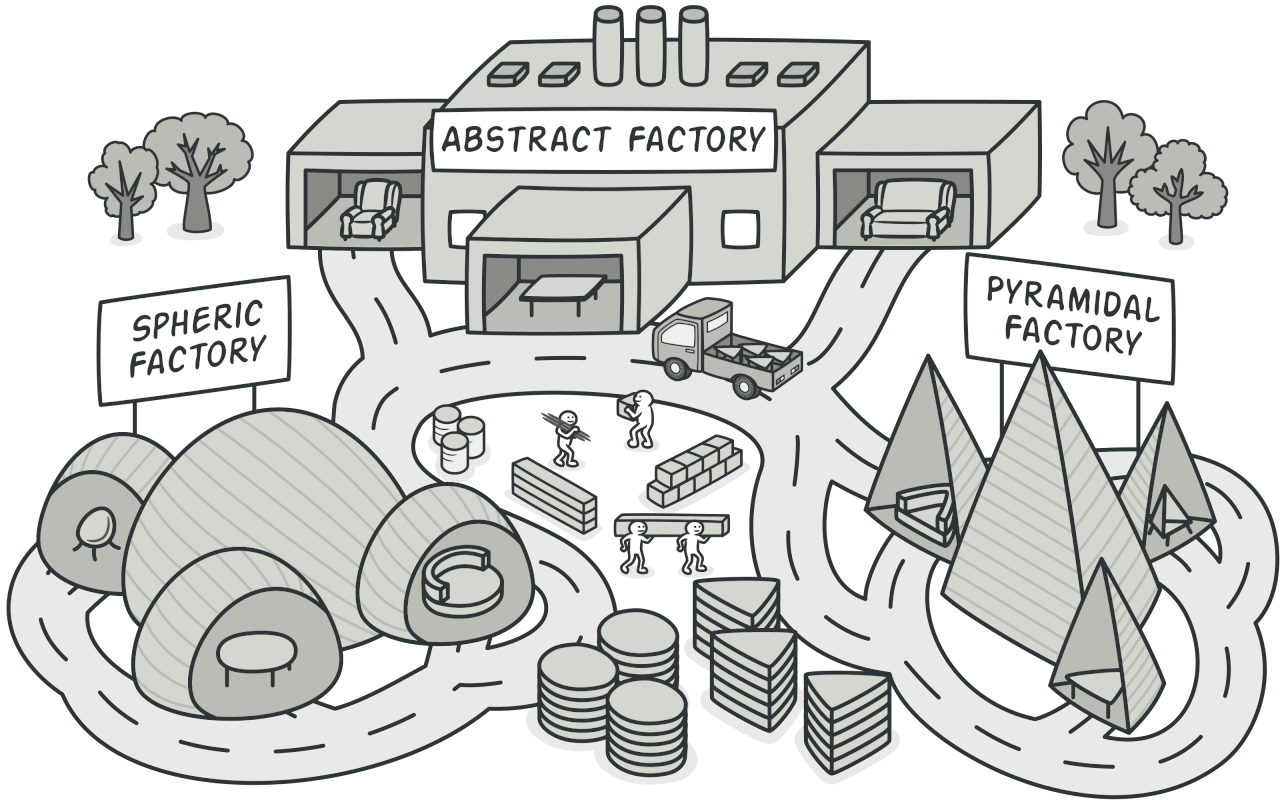 ABSTRACT FACTORY
SPHERIC
FACTORY
PYRAMIDAL
FACTORY